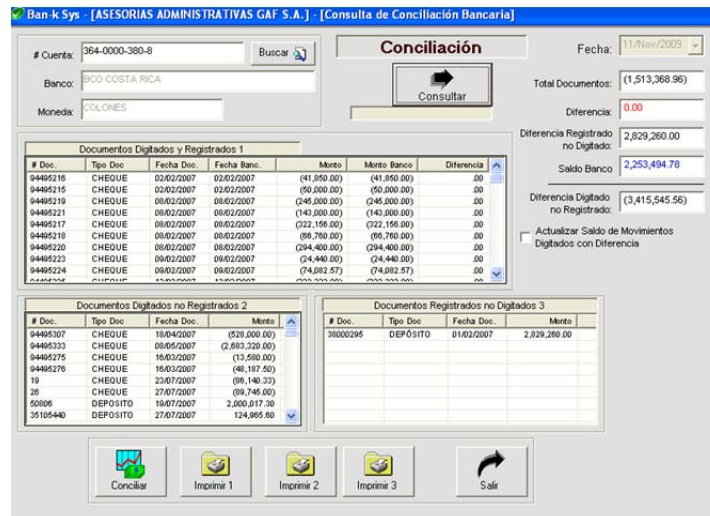 Ban-k Sys - [ASESORIAS ADMINISTRATIVAS GAF S.A.] - [Consulta de Conciliación Bancaria]
# Cuenta: 364-0000-380-8 Buscar
Banco: BCO COSTA RICA
Moneda: COLONES
Conciliación
Consultar
Fecha: 11/Nov/2009
Total Documentos: (1,513,368.96)
Diferencia: 0.00
Diferencia Registrado no Digitado: 2,829,260.00
Saldo Banco 2,253,494.78
Diferencia Digitado no Registrado: (3,415,545.56)
Actualizar Saldo de Movimientos
Digitados con Diferencia
Documentos Digitados y Registrados 1
# Doc. Tipo Doc Fecha Doc. Fecha Banc. Monto Monto Banco Diferencia
94495216 CHEQUE 02/02/2007 02/02/2007 (41,850.00) (41,850.00) .00
94495215 CHEQUE 02/02/2007 02/02/2007 (50,000.00) (50,000.00) .00
94495219 CHEQUE 08/02/2007 08/02/2007 (245,000.00) (245,000.00) .00
94495221 CHEQUE 08/02/2007 08/02/2007 (143,000.00) (143,000.00) .00
94495217 CHEQUE 08/02/2007 08/02/2007 (322,156.00) (322,156.00) .00
94495218 CHEQUE 08/02/2007 08/02/2007 (66,760.00) (66,760.00) .00
94495220 CHEQUE 08/02/2007 08/02/2007 (294,400.00) (294,400.00) .00
94495223 CHEQUE 09/02/2007 09/02/2007 (24,440.00) (24,440.00) .00
94495224 CHEQUE 09/02/2007 09/02/2007 (74,082.57) (74,082.57) .00
Documentos Digitados no Registrados 2
# Doc. Tipo Doc Fecha Doc. Monto
94495307 CHEQUE 18/04/2007 (528,000.00)
94495333 CHEQUE 08/05/2007 (2,683,320.00)
94495275 CHEQUE 16/03/2007 (13,580.00)
94495276 CHEQUE 16/03/2007 (48,187.50)
19 CHEQUE 23/07/2007 (86,140.33)
26 CHEQUE 27/07/2007 (89,745.00)
50806 DEPOSITO 19/07/2007 2,000,017.30
35105440 DEPOSITO 27/07/2007 124,965.60
Documentos Registrados no Digitados 3
# Doc. Tipo Doc Fecha Doc. Monto
38000295 DEPÓSITO 01/02/2007 2,829,260.00
Conciliar Imprimir 1 Imprimir 2 Imprimir 3 Salir